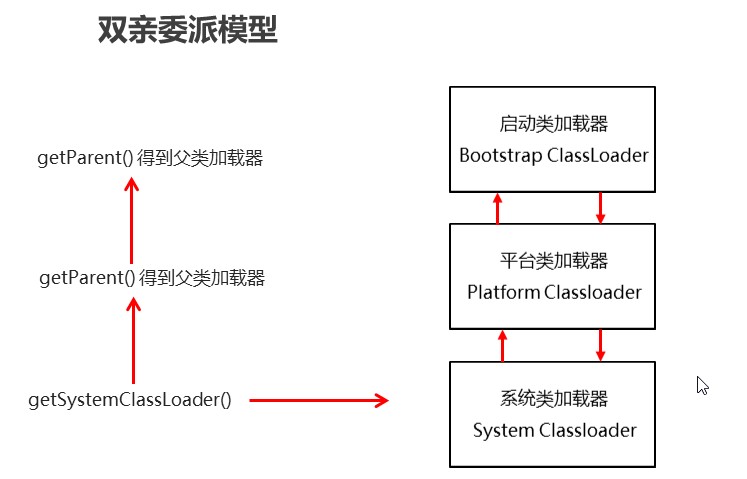 双亲委派模型
启动类加载器
Bootstrap ClassLoader
getParent() 得到父类加载器
平台类加载器
Platform Classloader
getParent() 得到父类加载器
系统类加载器
getSystemClassLoader()
System Classloader